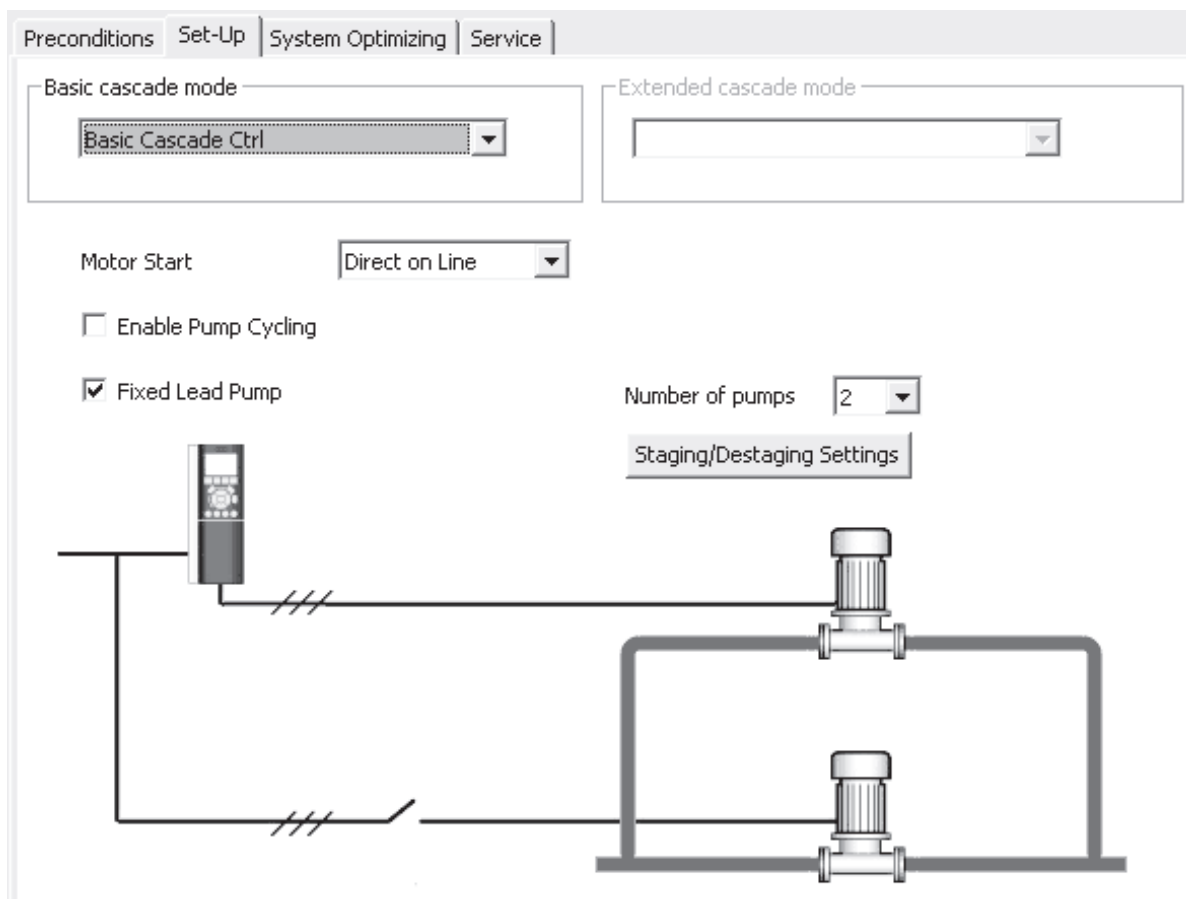 Preconditions Set-Up System Optimizing Service
Basic cascade mode
Extended cascade mode
Basic Cascade Ctrl
Motor Start Direct on Line
Enable Pump Cycling
Fixed Lead Pump
Number of pumps 2
Staging/Destaging Settings